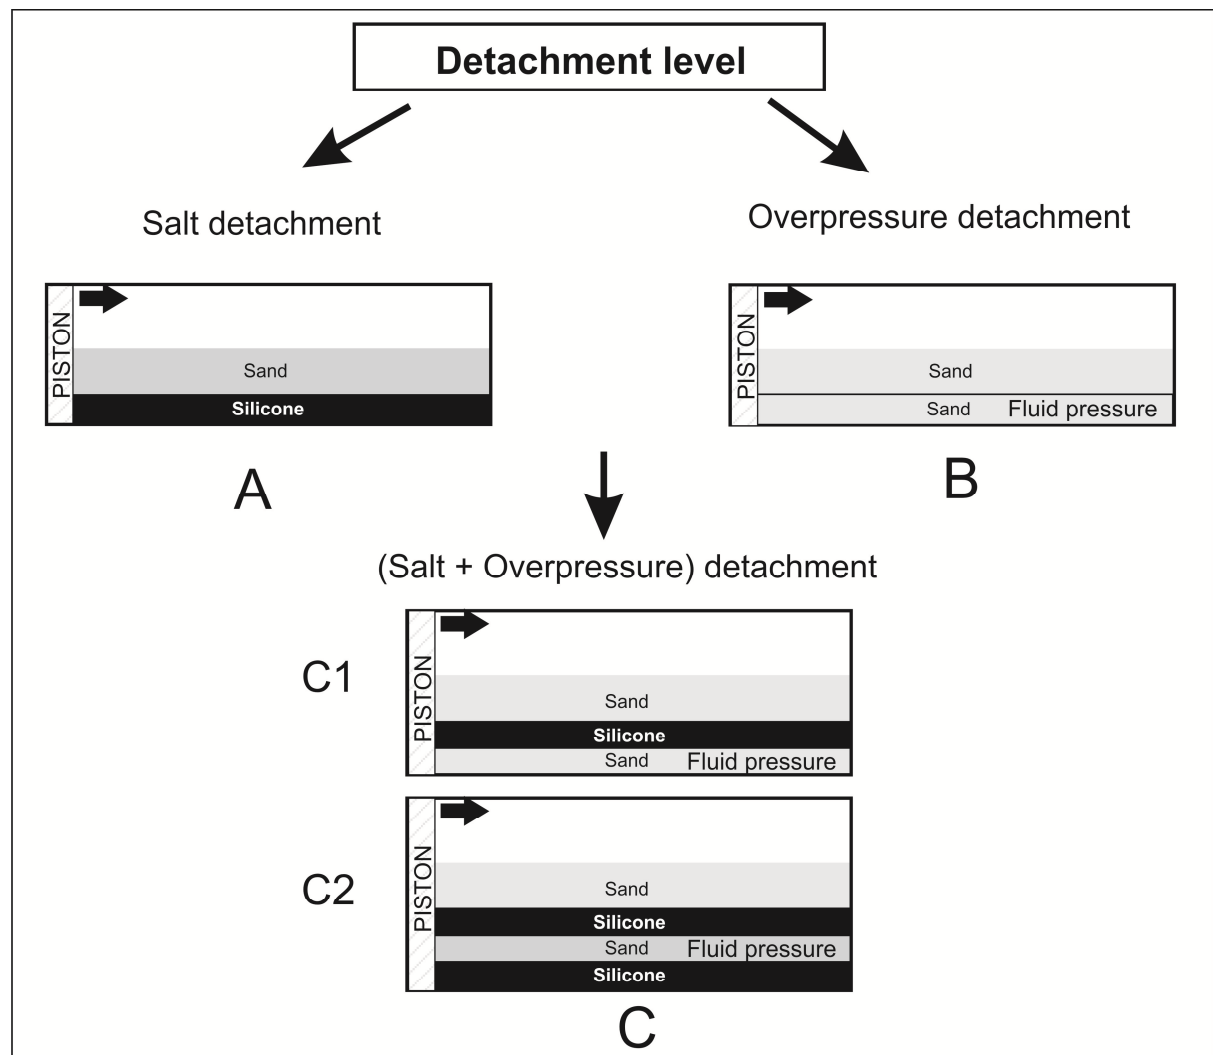 Detachment level
Salt detachment
Overpressure detachment
PISTON
Sand
Silicone
A
PISTON
Sand
Sand Fluid pressure
B
(Salt + Overpressure) detachment
C1
PISTON
Sand
Silicone
Sand Fluid pressure
C2
PISTON
Sand
Silicone
Sand Fluid pressure
Silicone
C